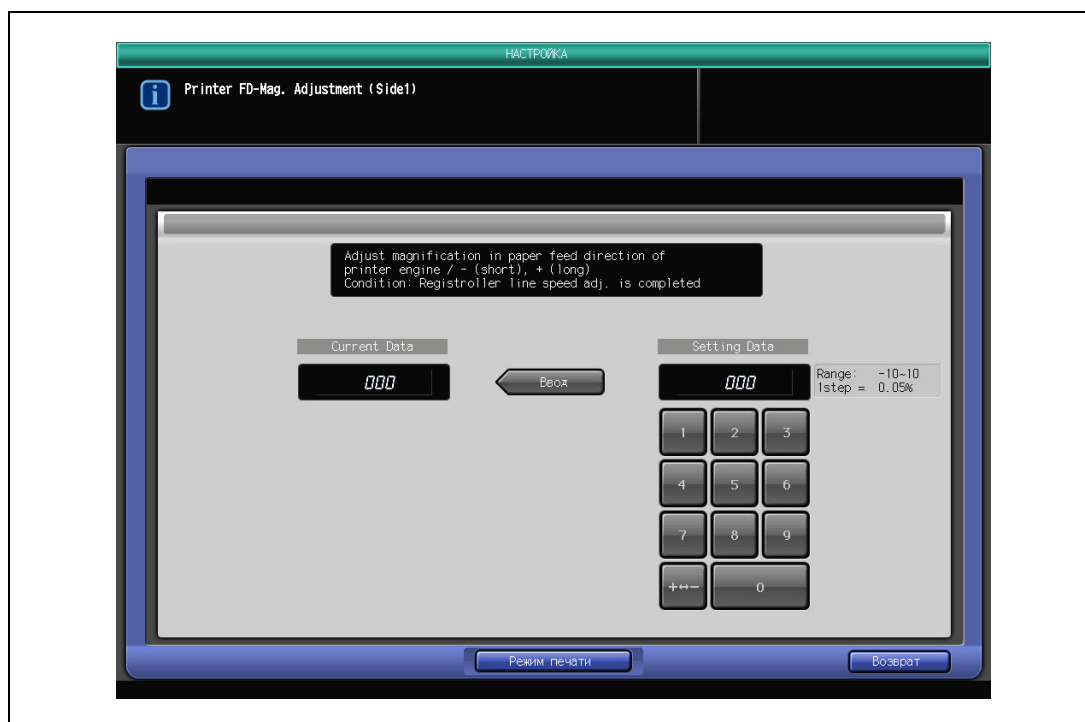 НАСТРОЙКА
Printer FD-Mag. Adjustment (Side1)
Adjust magnification in paper feed direction of
printer engine / - (short), + (long)
Condition: Registroller line speed adj. is completed
Current Data
Setting Data
000
Ввод
000
Range: -10~10
1step = 0.05%
1 2 3
4 5 6
7 8 9
+↔- 0
Режим печати
Возврат